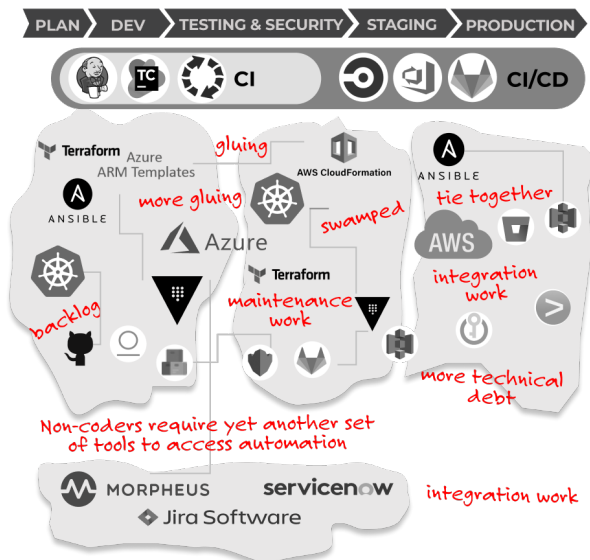 PLAN DEV TESTING & SECURITY STAGING PRODUCTION
TC CI CI/CD
Terraform
Azure
ARM Templates
ANSIBLE
gluing
AWS CloudFormation
ANSIBLE
more gluing
Azure
swamped
tie together
AWS
Terraform
backlog
maintenance
work
integration
work
>
more technical
debt
Non-coders require yet another set
of tools to access automation
MORPHEUS
servicenow
Jira Software
integration work